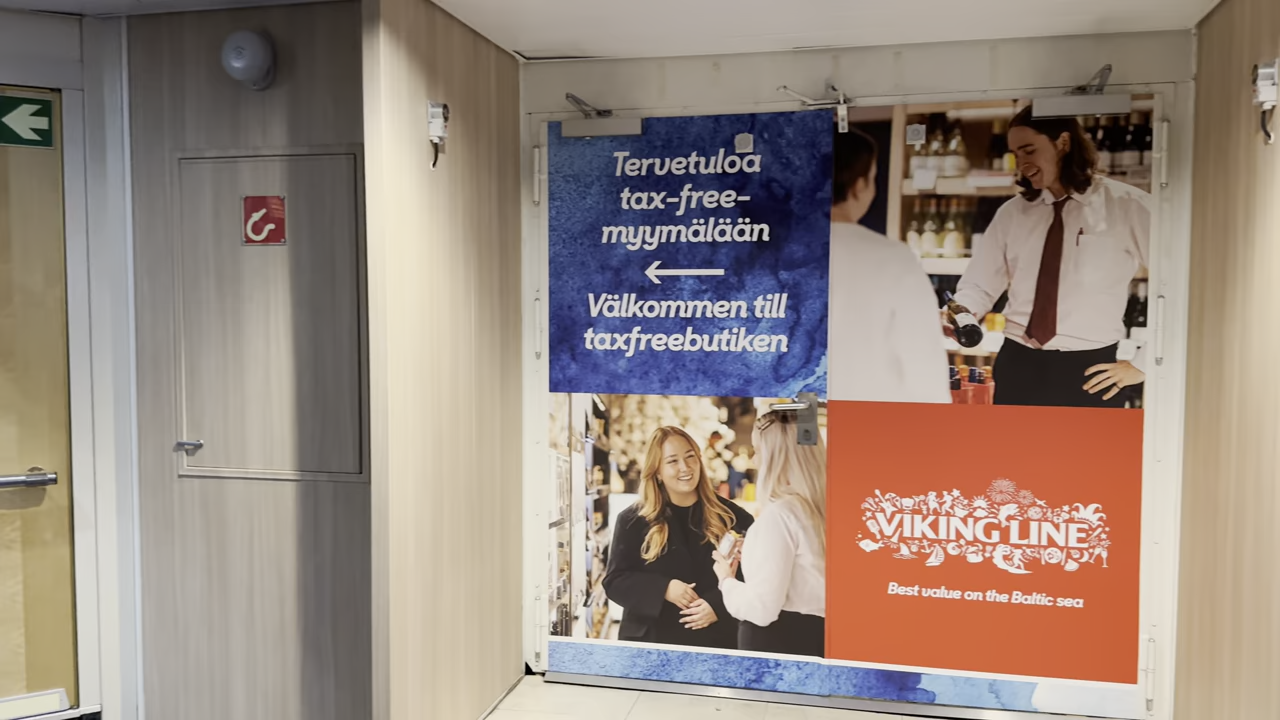 Tervetuloa
tax-free-
myymälään
Välkommen till
taxfreebutiken
VIKING LINE
Best value on the Baltic sea